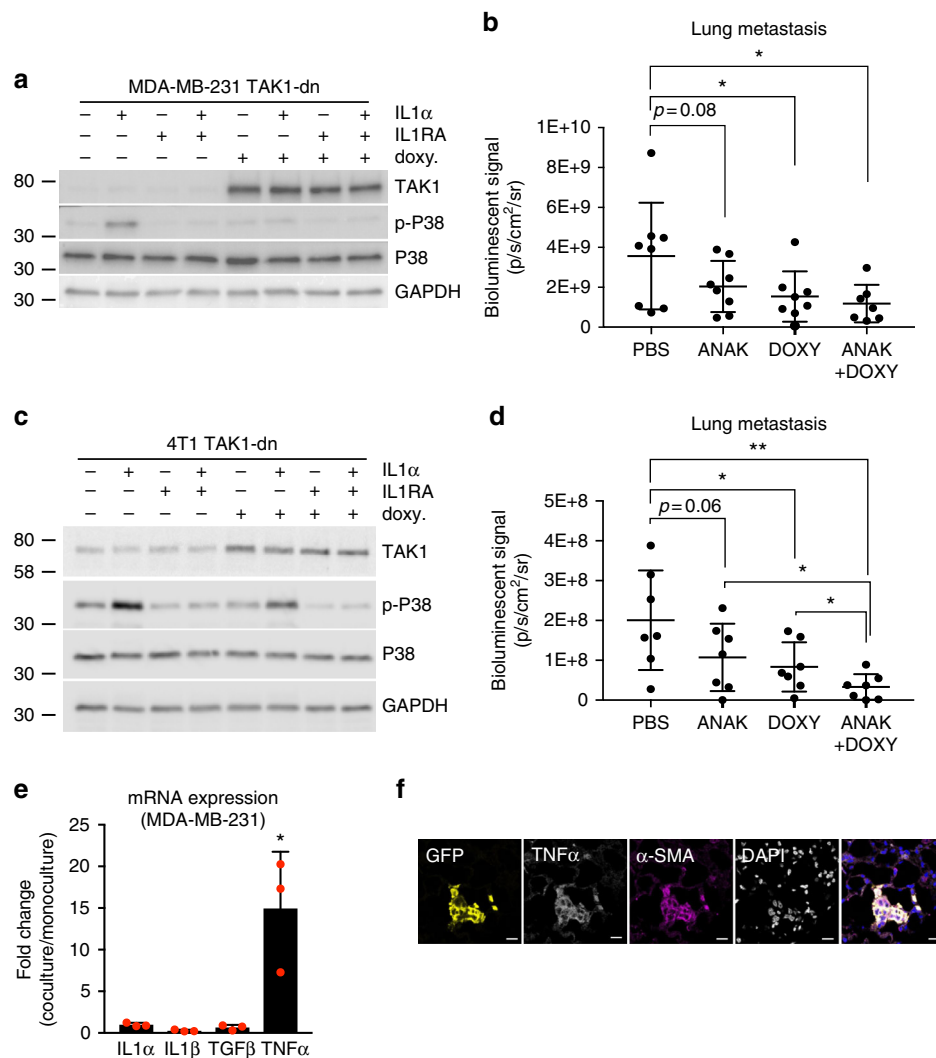 a
MDA-MB-231 TAK1-dn
– + – + – + – + IL1α
– – + + – – + + IL1RA
– – – – + + + + doxy.
80
TAK1
p-P38
30
P38
30
GAPDH
30
b
Lung metastasis
*
*
p = 0.08
Bioluminescent signal
(p/s/cm²/sr)
1E+10
8E+9
6E+9
4E+9
2E+9
0
PBS ANAK DOXY ANAK
+DOXY
c
4T1 TAK1-dn
– + – + – + – + IL1α
– – + + – – + + IL1RA
– – – – + + + + doxy.
80
TAK1
58
p-P38
30
P38
30
GAPDH
30
d
Lung metastasis
**
*
p = 0.06
*
*
Bioluminescent signal
(p/s/cm²/sr)
5E+8
4E+8
3E+8
2E+8
1E+8
0
PBS ANAK DOXY ANAK
+DOXY
e
mRNA expression
(MDA-MB-231)
Fold change
(coculture/monoculture)
25
20
15
10
5
0
*
IL1α IL1β TGFβ TNFα
f
GFP TNFα α-SMA DAPI